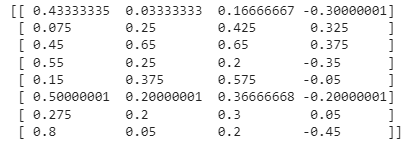 [[ 0.43333335 0.03333333 0.16666667 -0.30000001]
[ 0.075 0.25 0.425 0.325 ]
[ 0.45 0.65 0.65 0.375 ]
[ 0.55 0.25 0.2 -0.35 ]
[ 0.15 0.375 0.575 -0.05 ]
[ 0.50000001 0.20000001 0.36666668 -0.20000001]
[ 0.275 0.2 0.3 0.05 ]
[ 0.8 0.05 0.2 -0.45 ]]